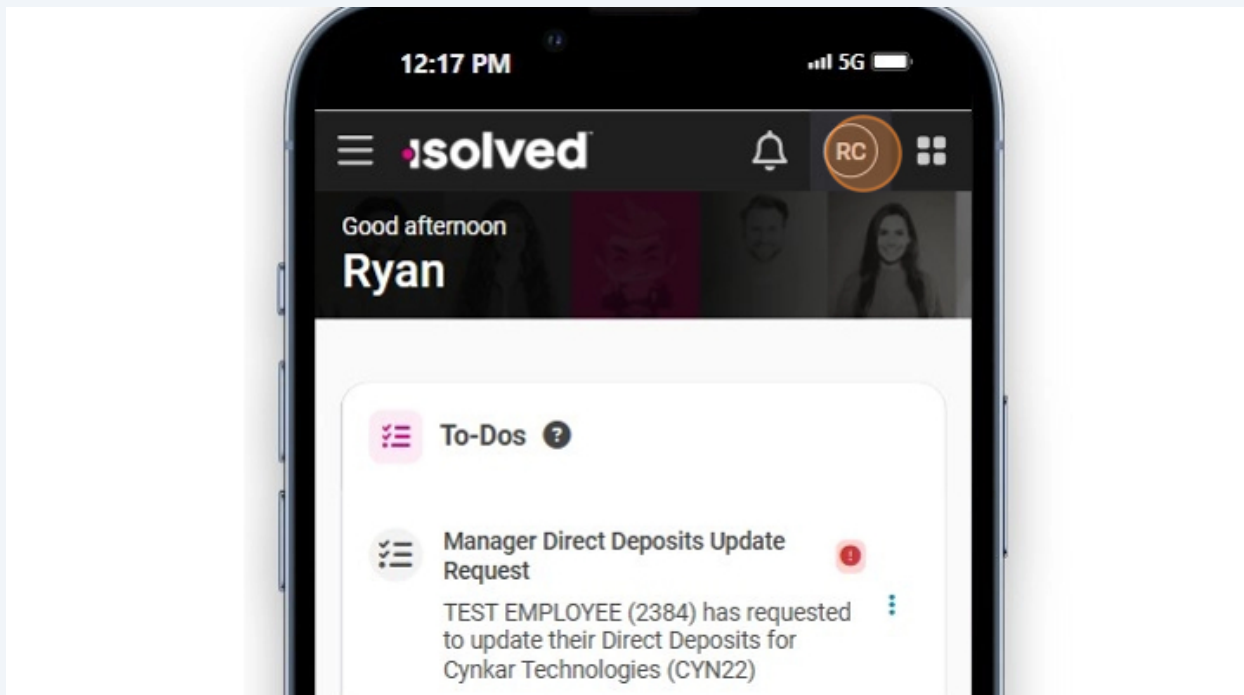 12:17 PM
5G
isolved
RC
Good afternoon
Ryan
To-Dos ?
Manager Direct Deposits Update
Request
TEST EMPLOYEE (2384) has requested
to update their Direct Deposits for
Cynkar Technologies (CYN22)